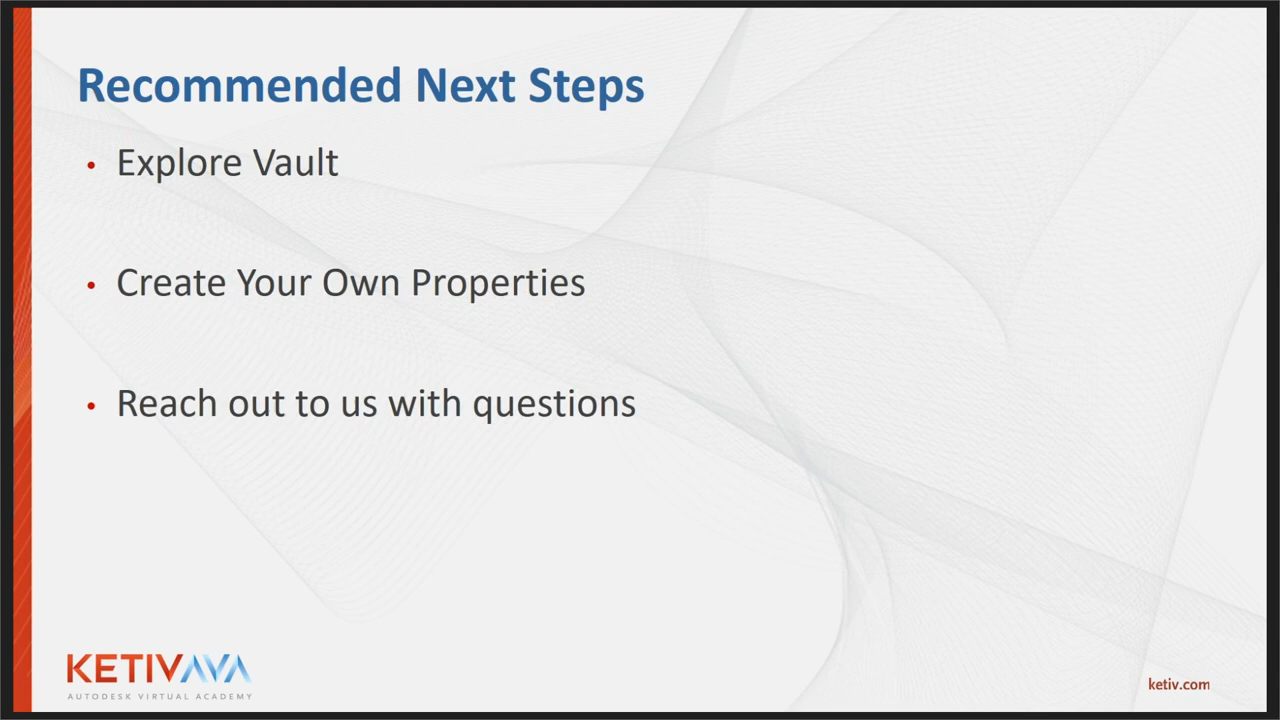 Recommended Next Steps
• Explore Vault
• Create Your Own Properties
• Reach out to us with questions
KETIVAVA
AUTODESK VIRTUAL ACADEMY
ketiv.com